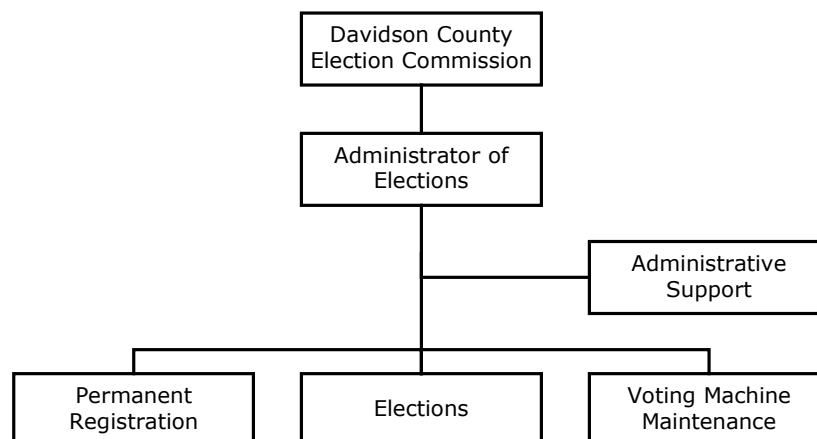 Davidson County
Election Commission
Administrator of
Elections
Administrative
Support
Permanent
Registration
Elections
Voting Machine
Maintenance